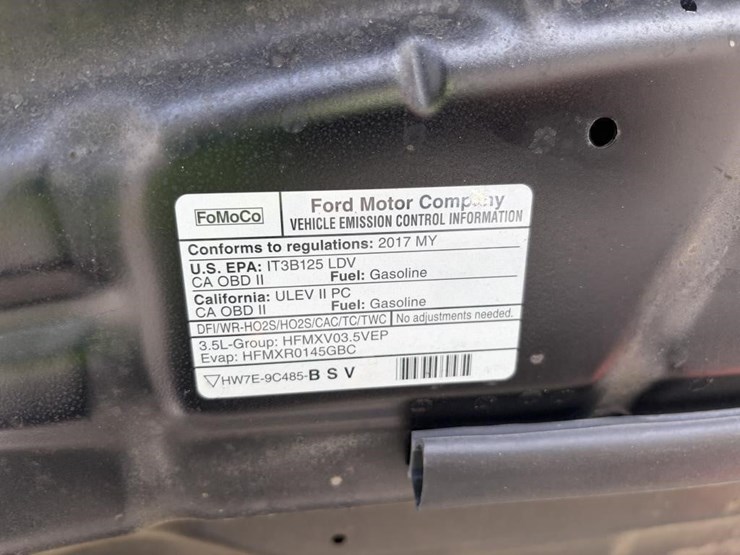 FoMoCo
Ford Motor Company
VEHICLE EMISSION CONTROL INFORMATION
Conforms to regulations: 2017 MY
U.S. EPA: IT3B125 LDV
CA OBD II Fuel: Gasoline
California: ULEV II PC
CA OBD II Fuel: Gasoline
DFI/WR-HO2S/HO2S/CAC/TC/TWC No adjustments needed.
3.5L-Group: HFMXV03.5VEP
Evap: HFMXR0145GBC
HW7E-9C485-B S V